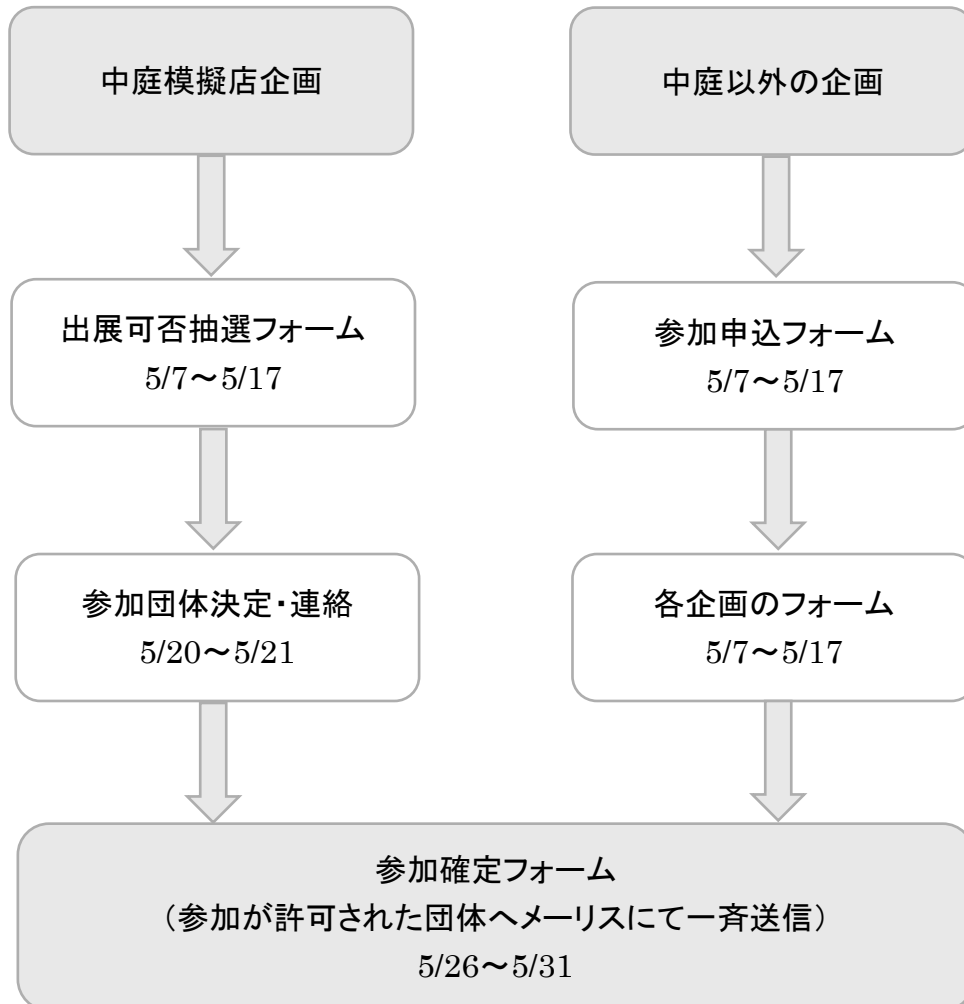 中庭模擬店企画
中庭以外の企画
出展可否抽選フォーム
5/7～5/17
参加申込フォーム
5/7～5/17
参加団体決定・連絡
5/20～5/21
各企画のフォーム
5/7～5/17
参加確定フォーム
（参加が許可された団体へメーリスにて一斉送信）
5/26～5/31